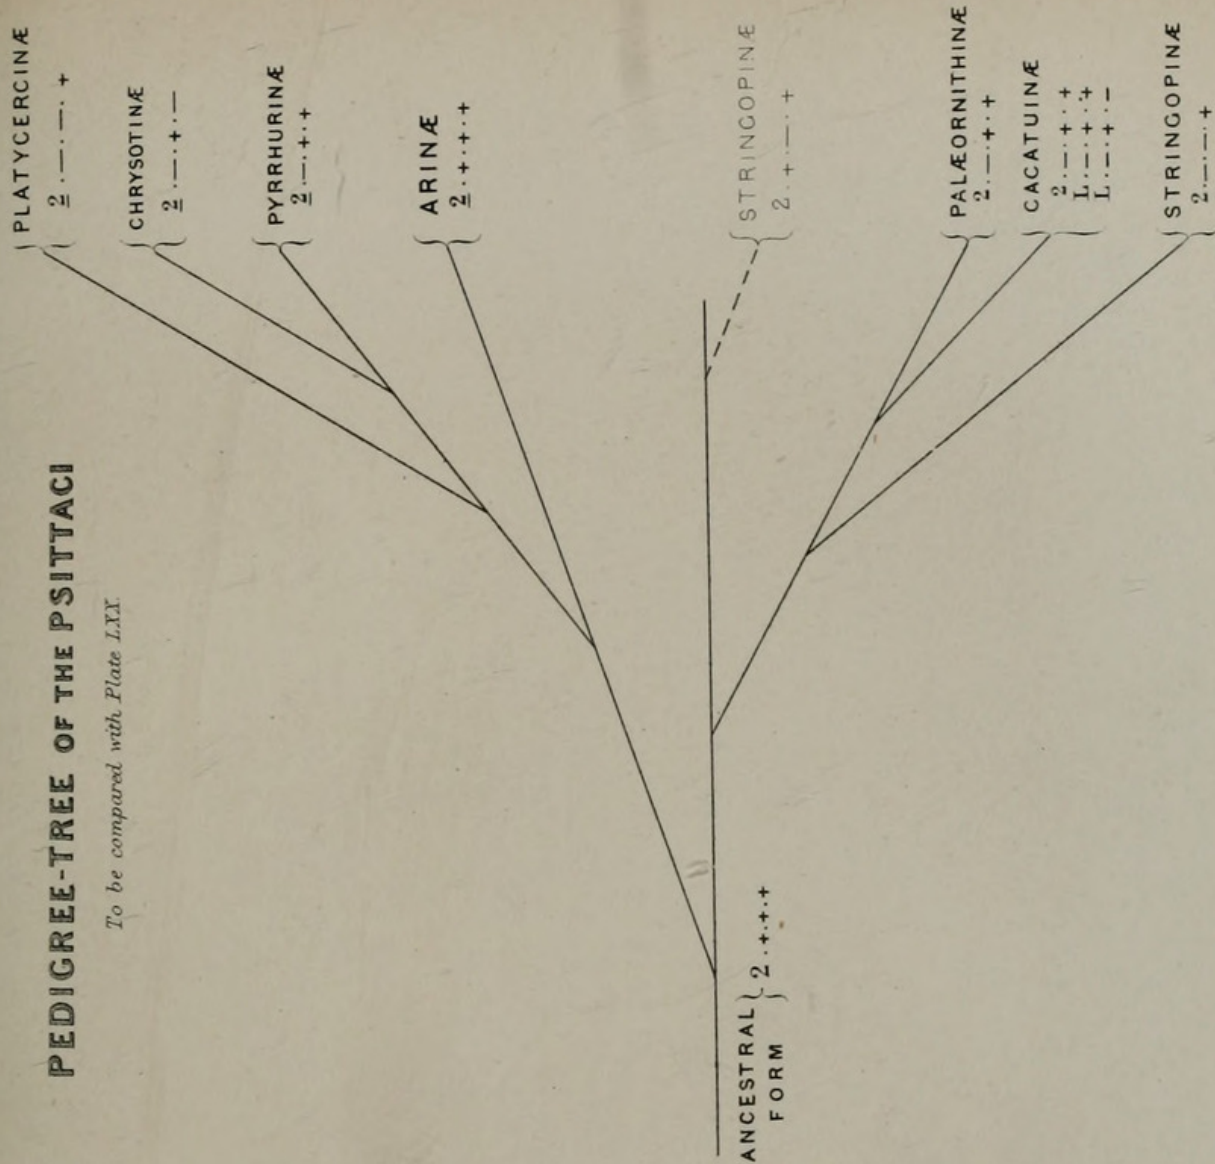 PEDIGREE-TREE OF THE PSITTACI
To be compared with Plate LXX.
PLATYCERCINÆ
2̲ . — . — . +
CHRYSOTINÆ
2̲ . — . + . —
PYRRHURINÆ
2̲ . — . + . +
ARINÆ
2̲ . + . + . +
STRINGOPINÆ
2 . + . — . +
PALÆORNITHINÆ
2 . — . + . +
CACATUINÆ
2 . — . + . +
L . — . + . +
L . — . + . —
STRINGOPINÆ
2 . — . — . +
ANCESTRAL
FORM
2 . + . + . +